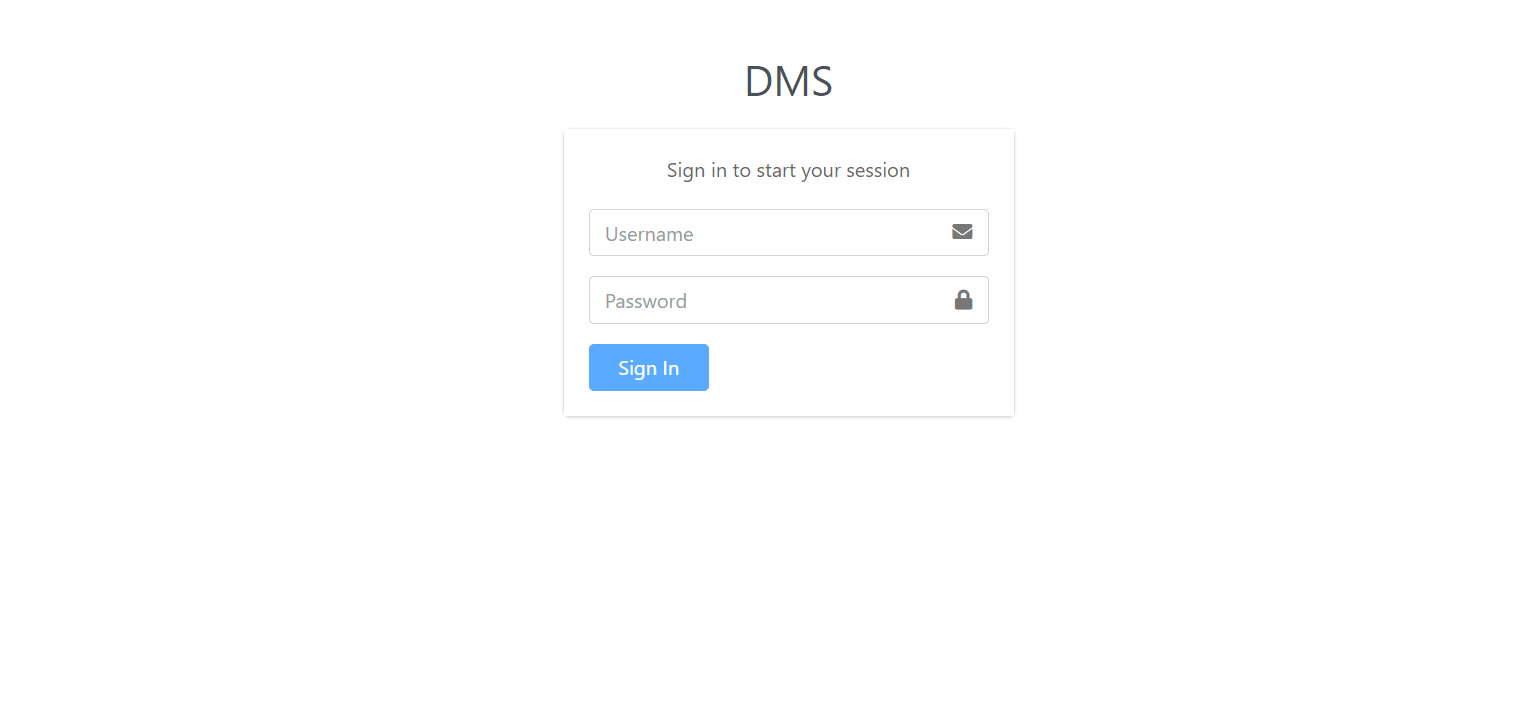 DMS
Sign in to start your session
Username
Password
Sign In